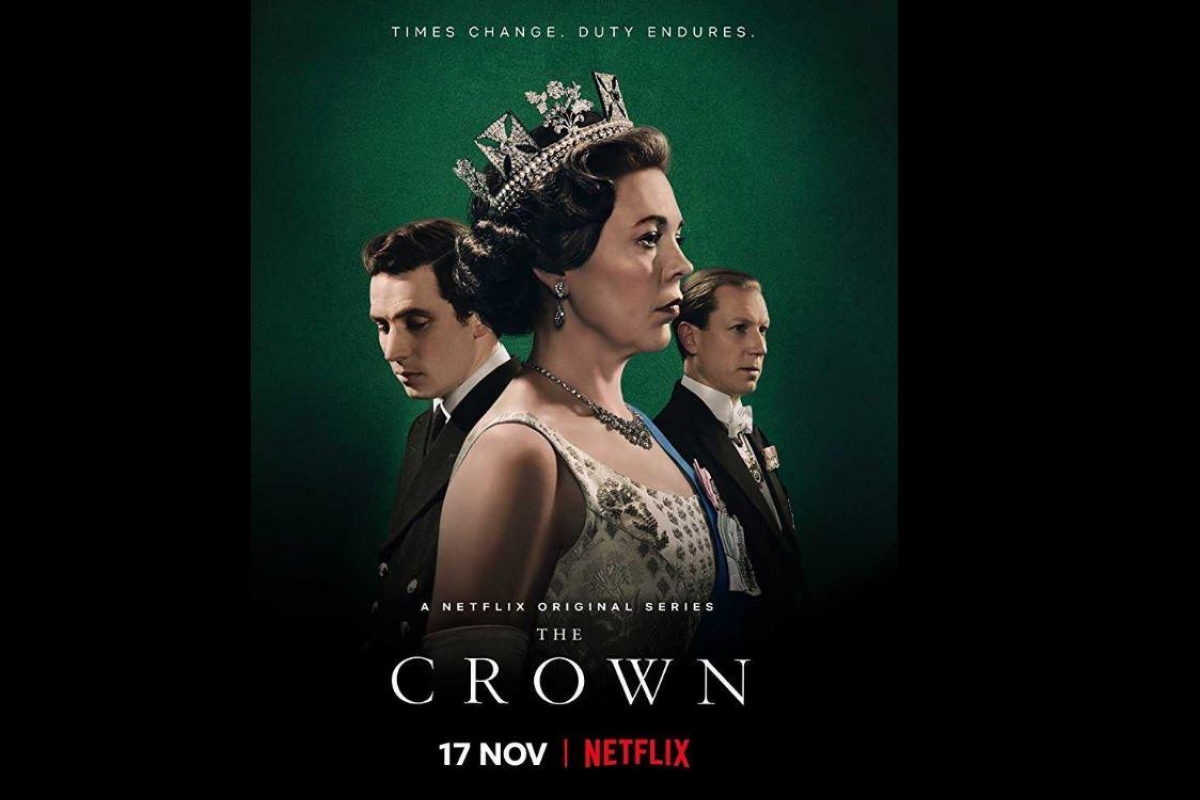 TIMES CHANGE. DUTY ENDURES.
A NETFLIX ORIGINAL SERIES
THE
CROWN
17 NOV | NETFLIX